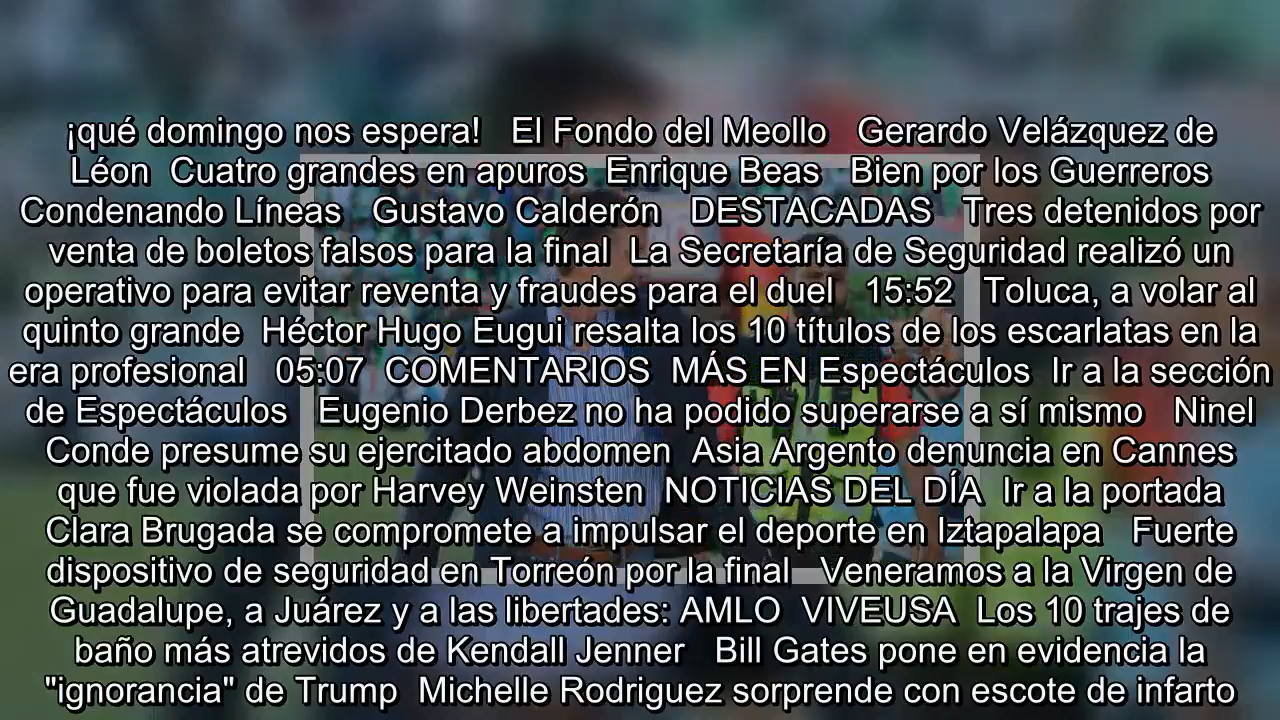 ¡qué domingo nos espera! El Fondo del Meollo Gerardo Velázquez de
Léon Cuatro grandes en apuros Enrique Beas Bien por los Guerreros
Condenando Líneas Gustavo Calderón DESTACADAS Tres detenidos por
venta de boletos falsos para la final La Secretaría de Seguridad realizó un
operativo para evitar reventa y fraudes para el duel 15:52 Toluca, a volar al
quinto grande Héctor Hugo Eugui resalta los 10 títulos de los escarlatas en la
era profesional 05:07 COMENTARIOS MÁS EN Espectáculos Ir a la sección
de Espectáculos Eugenio Derbez no ha podido superarse a sí mismo Ninel
Conde presume su ejercitado abdomen Asia Argento denuncia en Cannes
que fue violada por Harvey Weinsten NOTICIAS DEL DÍA Ir a la portada
Clara Brugada se compromete a impulsar el deporte en Iztapalapa Fuerte
dispositivo de seguridad en Torreón por la final Veneramos a la Virgen de
Guadalupe, a Juárez y a las libertades: AMLO VIVEUSA Los 10 trajes de
baño más atrevidos de Kendall Jenner Bill Gates pone en evidencia la
"ignorancia" de Trump Michelle Rodriguez sorprende con escote de infarto